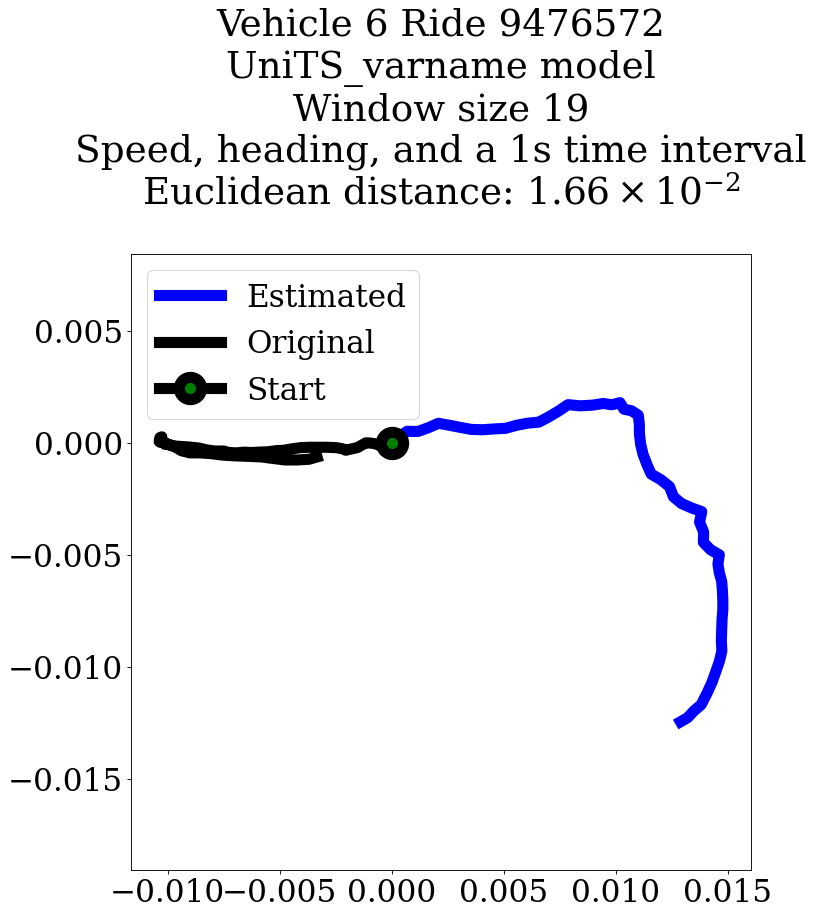 Vehicle 6 Ride 9476572
UniTS_varname model
Window size 19
Speed, heading, and a 1s time interval
Euclidean distance: 1.66 × 10⁻²
Estimated
Original
Start
0.005
0.000
−0.005
−0.010
−0.015
−0.010
−0.005
0.000
0.005
0.010
0.015